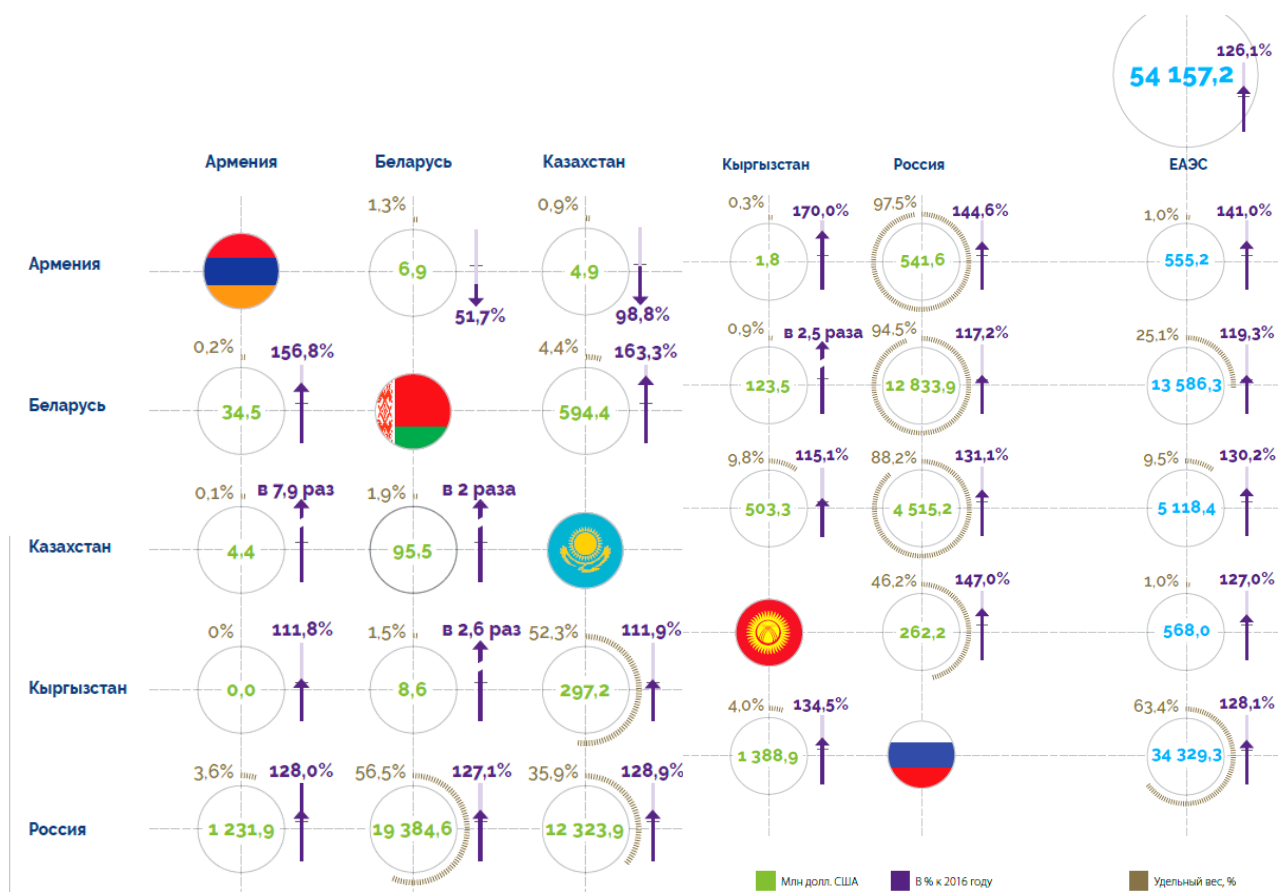 126,1%
54 157,2
Армения Беларусь Казахстан Кыргызстан Россия ЕАЭС
1,3% 0,9% 0,3% 170,0% 97,5% 144,6% 1,0% 141,0%
Армения 6,9 4,9 1,8 541,6 555,2
51,7% 98,8%
0,2% 156,8% 4,4% 163,3% 0,9% в 2,5 раза 94,5% 117,2% 25,1% 119,3%
Беларусь 34,5 594,4 123,5 12 833,9 13 586,3
0,1% в 7,9 раз 1,9% в 2 раза 9,8% 115,1% 88,2% 131,1% 9,5% 130,2%
Казахстан 4,4 95,5 503,3 4 515,2 5 118,4
0% 111,8% 1,5% в 2,6 раз 52,3% 111,9% 46,2% 147,0% 1,0% 127,0%
Кыргызстан 0,0 8,6 297,2 262,2 568,0
3,6% 128,0% 56,5% 127,1% 35,9% 128,9% 4,0% 134,5% 63,4% 128,1%
Россия 1 231,9 19 384,6 12 323,9 1 388,9 34 329,3
Млн долл. США В % к 2016 году Удельный вес, %